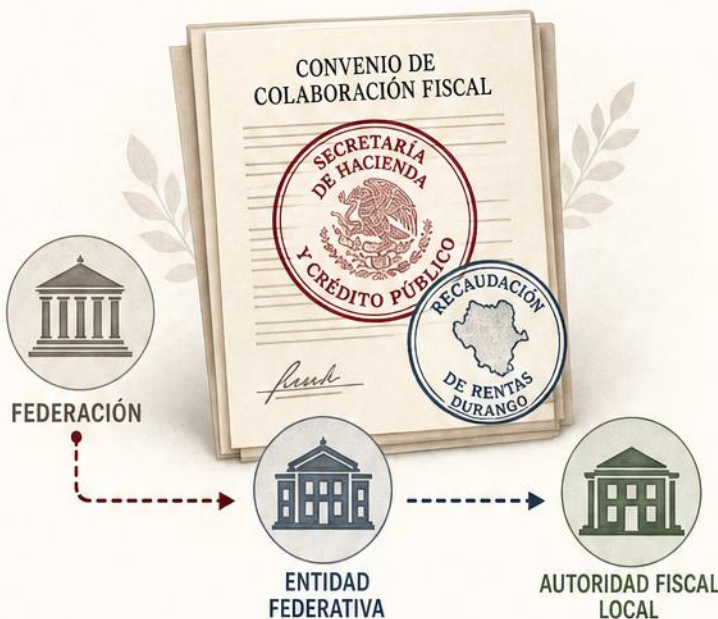 CONVENIO DE
COLABORACIÓN FISCAL
SECRETARÍA
DE HACIENDA
Y CRÉDITO PÚBLICO
RECAUDACIÓN
DE RENTAS
DURANGO
FEDERACIÓN
ENTIDAD
FEDERATIVA
AUTORIDAD FISCAL
LOCAL